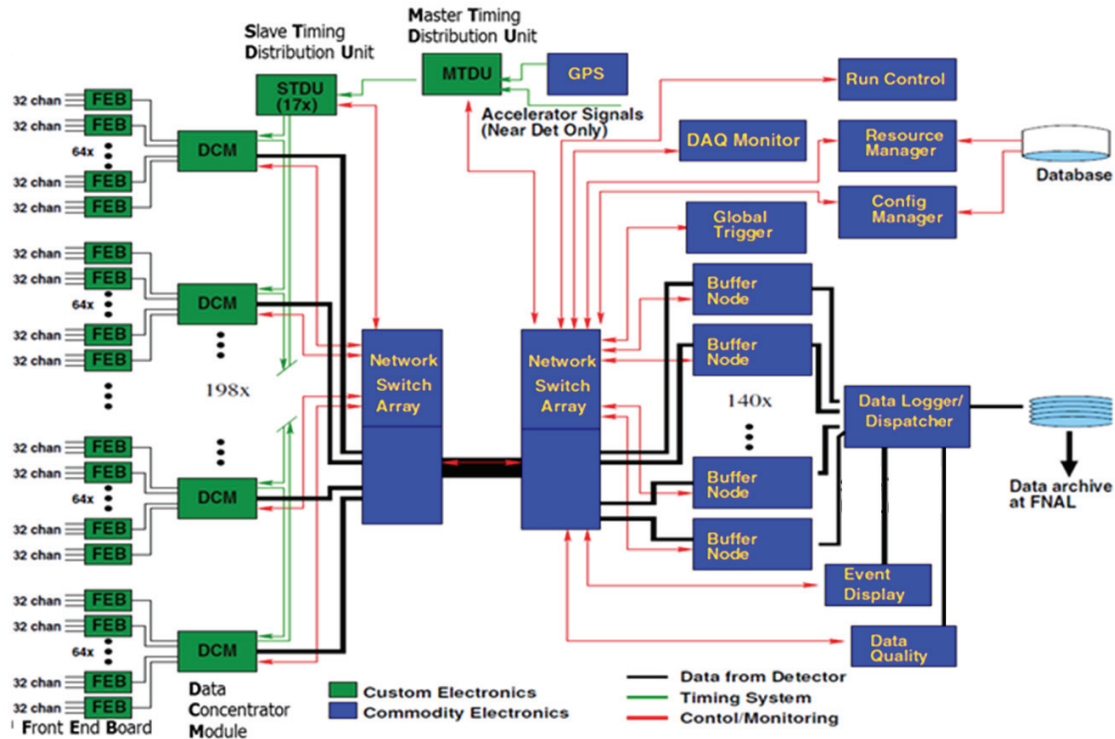 Slave Timing
Distribution Unit
Master Timing
Distribution Unit
STDU
(17x)
MTDU
GPS
Accelerator Signals
(Near Det Only)
Run Control
DAQ Monitor
Resource
Manager
Database
Config
Manager
Global
Trigger
32 chan FEB
32 chan FEB
64x
32 chan FEB
32 chan FEB
DCM
32 chan FEB
32 chan FEB
64x
32 chan FEB
32 chan FEB
DCM
198x
32 chan FEB
32 chan FEB
64x
32 chan FEB
32 chan FEB
DCM
32 chan FEB
32 chan FEB
64x
32 chan FEB
32 chan FEB
DCM
Network
Switch
Array
Network
Switch
Array
Buffer
Node
Buffer
Node
140x
Buffer
Node
Buffer
Node
Data Logger/
Dispatcher
Data archive
at FNAL
Event
Display
Data
Quality
Front End Board
Data
Concentrator
Module
Custom Electronics
Commodity Electronics
Data from Detector
Timing System
Contol/Monitoring